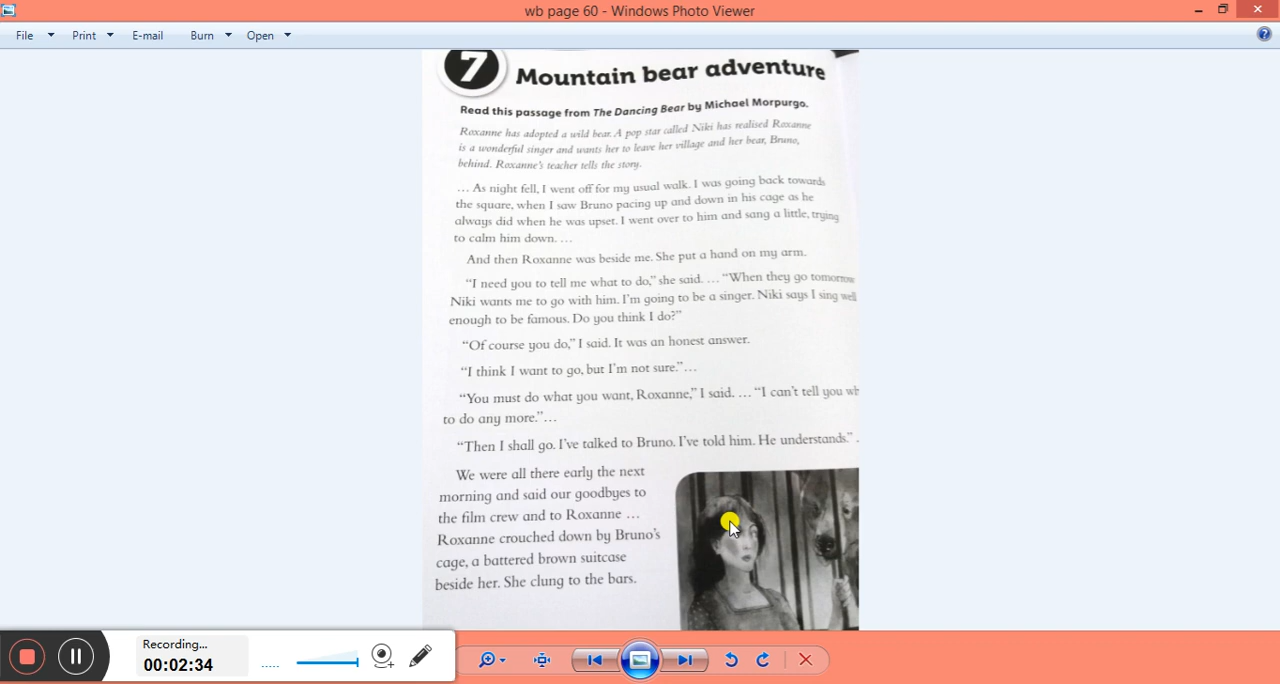 wb page 60 - Windows Photo Viewer
File Print E-mail Burn Open
7 Mountain bear adventure
Read this passage from The Dancing Bear by Michael Morpurgo.
Roxanne has adopted a wild bear. A pop star called Niki has realised Roxanne
is a wonderful singer and wants her to leave her village and her bear, Bruno,
behind. Roxanne's teacher tells the story.
... As night fell, I went off for my usual walk. I was going back towards
the square, when I saw Bruno pacing up and down in his cage as he
always did when he was upset. I went over to him and sang a little, trying
to calm him down. ...
And then Roxanne was beside me. She put a hand on my arm.
"I need you to tell me what to do," she said. ... "When they go tomorrow
Niki wants me to go with him. I'm going to be a singer. Niki says I sing well
enough to be famous. Do you think I do?"
"Of course you do," I said. It was an honest answer.
"I think I want to go, but I'm not sure."...
"You must do what you want, Roxanne," I said. ... "I can't tell you
to do any more."...
"Then I shall go. I've talked to Bruno. I've told him. He understands." .
We were all there early the next
morning and said our goodbyes to
the film crew and to Roxanne ...
Roxanne crouched down by Bruno's
cage, a battered brown suitcase
beside her. She clung to the bars.
Recording...
00:02:34